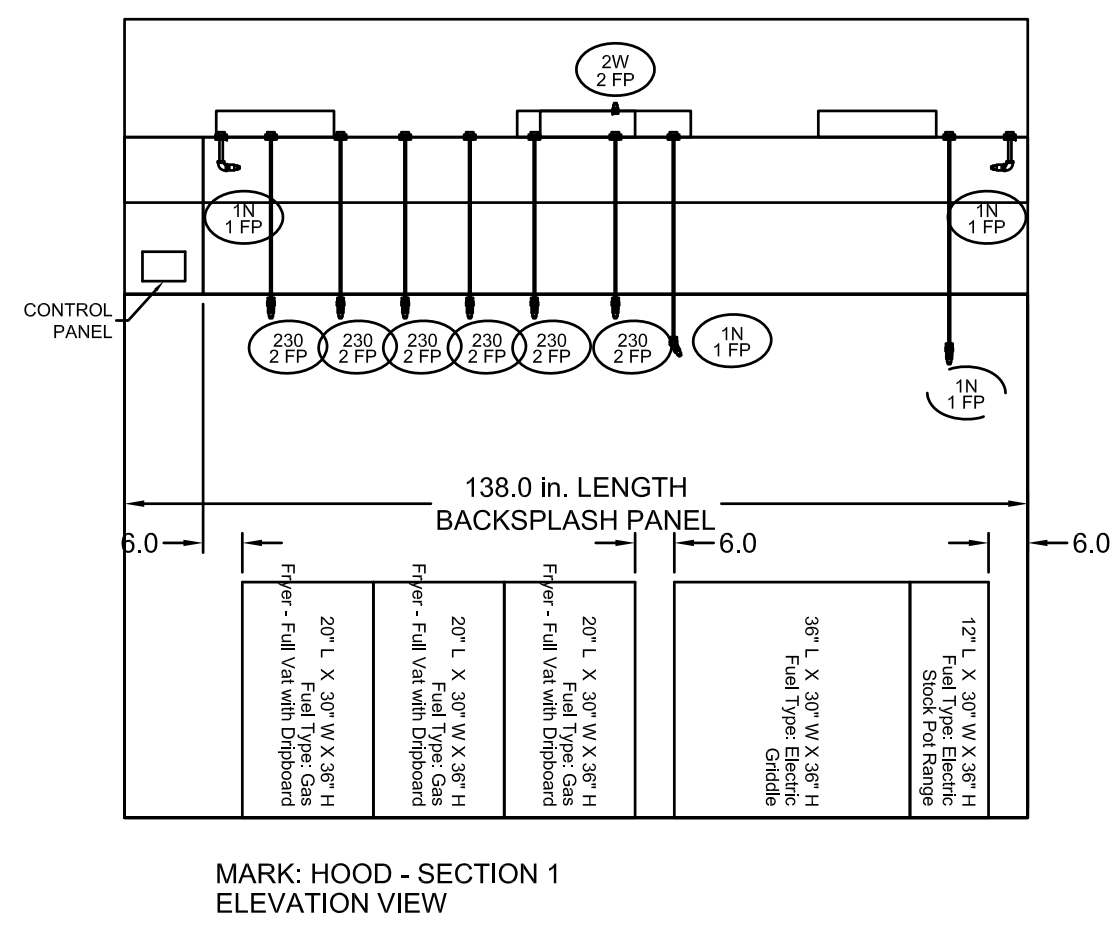 2W
2 FP
1N
1 FP
1N
1 FP
CONTROL
PANEL
230
2 FP
230
2 FP
230
2 FP
230
2 FP
230
2 FP
230
2 FP
1N
1 FP
1N
1 FP
138.0 in. LENGTH
BACKSPLASH PANEL
6.0
6.0
6.0
20" L X 30" W X 36" H
Fuel Type: Gas
Fryer - Full Vat with Dripboard
20" L X 30" W X 36" H
Fuel Type: Gas
Fryer - Full Vat with Dripboard
20" L X 30" W X 36" H
Fuel Type: Gas
Fryer - Full Vat with Dripboard
36" L X 30" W X 36" H
Fuel Type: Electric
Griddle
12" L X 30" W X 36" H
Fuel Type: Electric
Stock Pot Range
MARK: HOOD - SECTION 1
ELEVATION VIEW